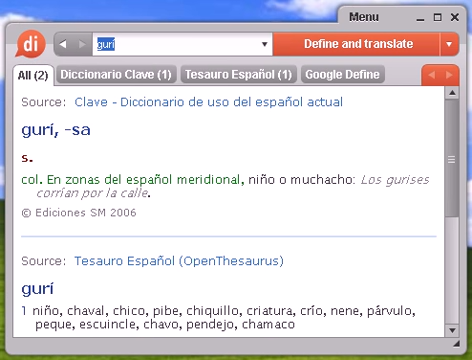 Menu
di
gurí
Define and translate
All (2)
Diccionario Clave (1)
Tesauro Español (1)
Google Define
Source: Clave - Diccionario de uso del español actual
gurí, -sa
s.
col. En zonas del español meridional, niño o muchacho: Los gurises
corrían por la calle.
© Ediciones SM 2006
Source: Tesauro Español (OpenThesaurus)
gurí
1 niño, chaval, chico, pibe, chiquillo, criatura, crío, nene, párvulo,
peque, escuincle, chavo, pendejo, chamaco